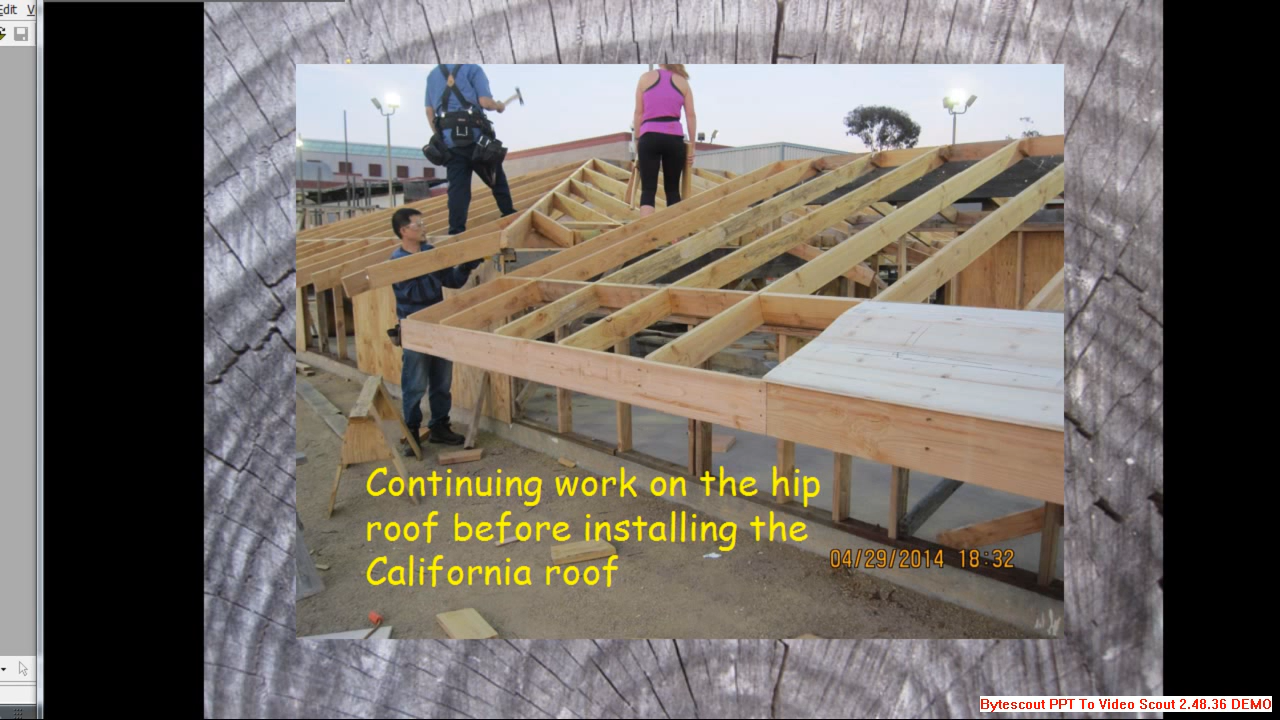 Edit V
Continuing work on the hip
roof before installing the
California roof
04/29/2014 18:32
Bytescout PPT To Video Scout 2.48.36 DEMO